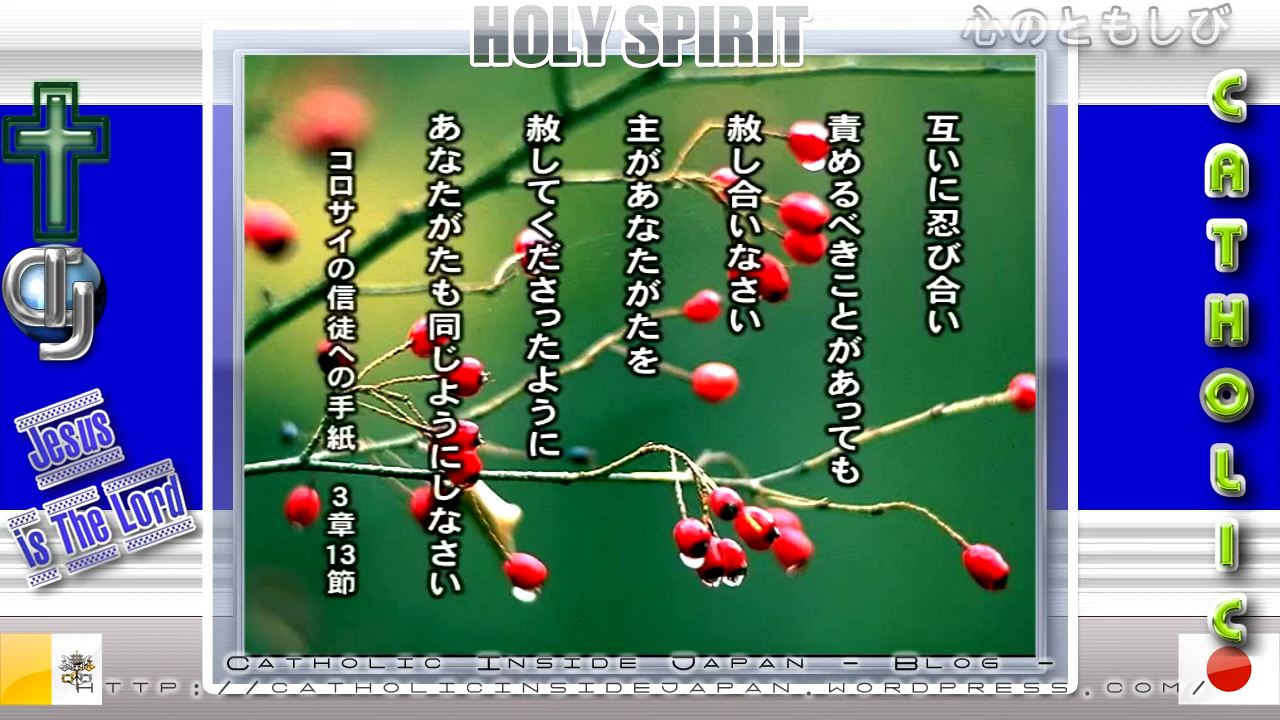 HOLY SPIRIT
心のともしび
互いに忍び合い
責めるべきことがあっても
赦し合いなさい
主があなたがたを
赦してくださったように
あなたがたも同じようにしなさい
コロサイの信徒への手紙 3章13節
Jesus
is The Lord
CATHOLIC
Catholic Inside Japan - Blog -
http://catholicinsidejapan.wordpress.com/